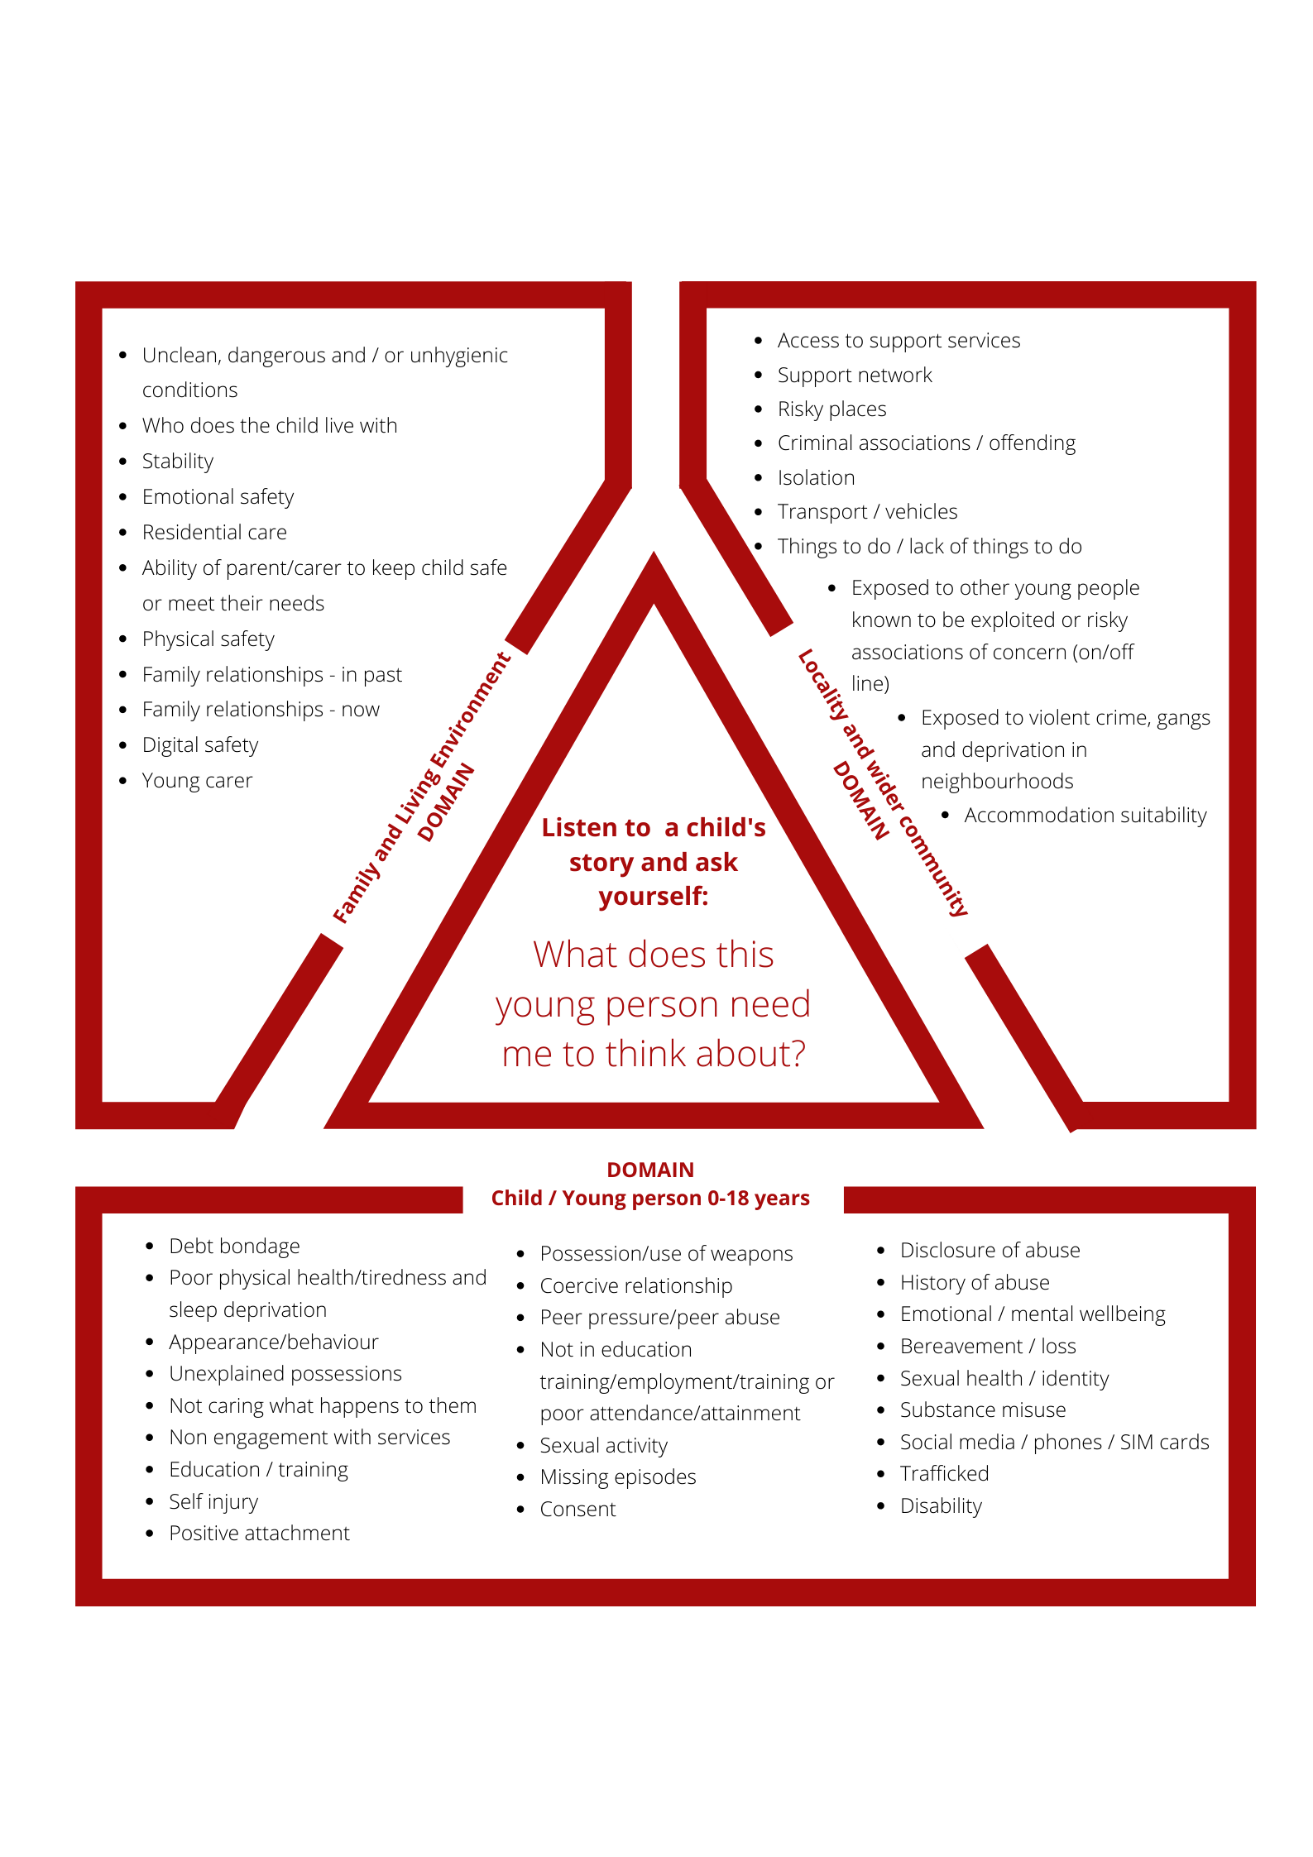 Unclean, dangerous and / or unhygienic
conditions
Who does the child live with
Stability
Emotional safety
Residential care
Ability of parent/carer to keep child safe
or meet their needs
Physical safety
Family relationships - in past
Family relationships - now
Digital safety
Young carer
Family and Living Environment
DOMAIN
Access to support services
Support network
Risky places
Criminal associations / offending
Isolation
Transport / vehicles
Things to do / lack of things to do
Exposed to other young people
known to be exploited or risky
associations of concern (on/off
line)
Exposed to violent crime, gangs
and deprivation in
neighbourhoods
Accommodation suitability
Locality and wider community
DOMAIN
Listen to  a child's
story and ask
yourself:
What does this
young person need
me to think about?
DOMAIN
Child / Young person 0-18 years
Debt bondage
Poor physical health/tiredness and
sleep deprivation
Appearance/behaviour
Unexplained possessions
Not caring what happens to them
Non engagement with services
Education / training
Self injury
Positive attachment
Possession/use of weapons
Coercive relationship
Peer pressure/peer abuse
Not in education
training/employment/training or
poor attendance/attainment
Sexual activity
Missing episodes
Consent
Disclosure of abuse
History of abuse
Emotional / mental wellbeing
Bereavement / loss
Sexual health / identity
Substance misuse
Social media / phones / SIM cards
Trafficked
Disability